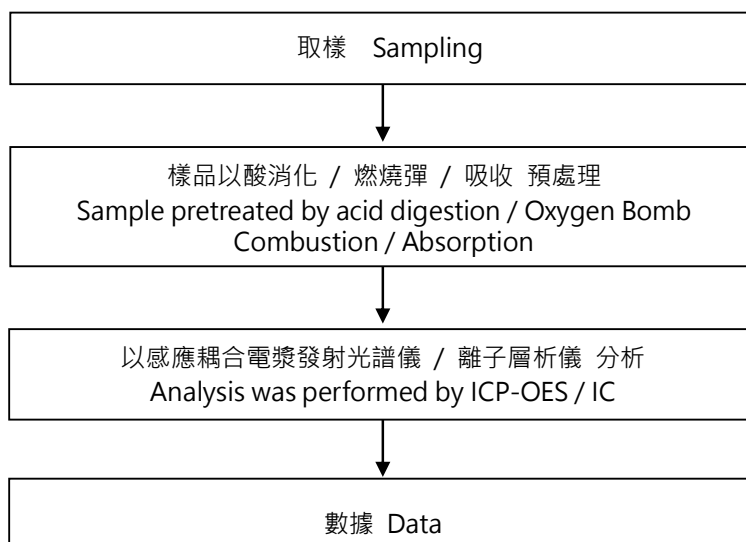 取樣 Sampling
樣品以酸消化 / 燃燒彈 / 吸收 預處理
Sample pretreated by acid digestion / Oxygen Bomb
Combustion / Absorption
以感應耦合電漿發射光譜儀 / 離子層析儀 分析
Analysis was performed by ICP-OES / IC
數據 Data